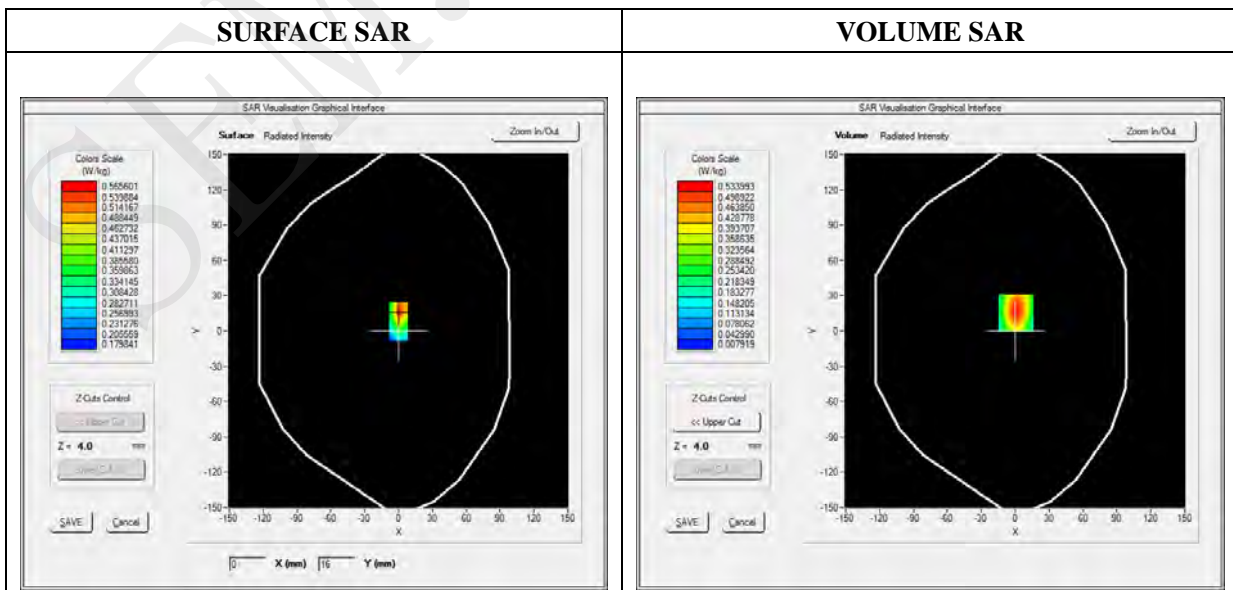 SURFACE SAR
VOLUME SAR
SAR Visualisation Graphical Interface
Surface Radiated Intensity
Zoom In/Out
Colors Scale
(W/kg)
0.565601
0.539884
0.514167
0.488449
0.462732
0.437015
0.411297
0.385580
0.359863
0.334145
0.308428
0.282711
0.256993
0.231276
0.205559
0.179841
Z-Cuts Control
<< Upper Cut
Z = 4.0 mm
SAVE
Cancel
150
120
90
60
30
0
-30
-60
-90
-120
-150
Y
-150 -120 -90 -60 -30 0 30 60 90 120 150
X
0 X (mm) 16 Y (mm)
SAR Visualisation Graphical Interface
Volume Radiated Intensity
Zoom In/Out
Colors Scale
(W/kg)
0.533993
0.498922
0.463850
0.428778
0.393707
0.358635
0.323564
0.288492
0.253420
0.218349
0.183277
0.148205
0.113134
0.078062
0.042990
0.007919
Z-Cuts Control
<< Upper Cut
Z = 4.0 mm
SAVE
Cancel
150
120
90
60
30
0
-30
-60
-90
-120
-150
Y
-150 -120 -90 -60 -30 0 30 60 90 120 150
X